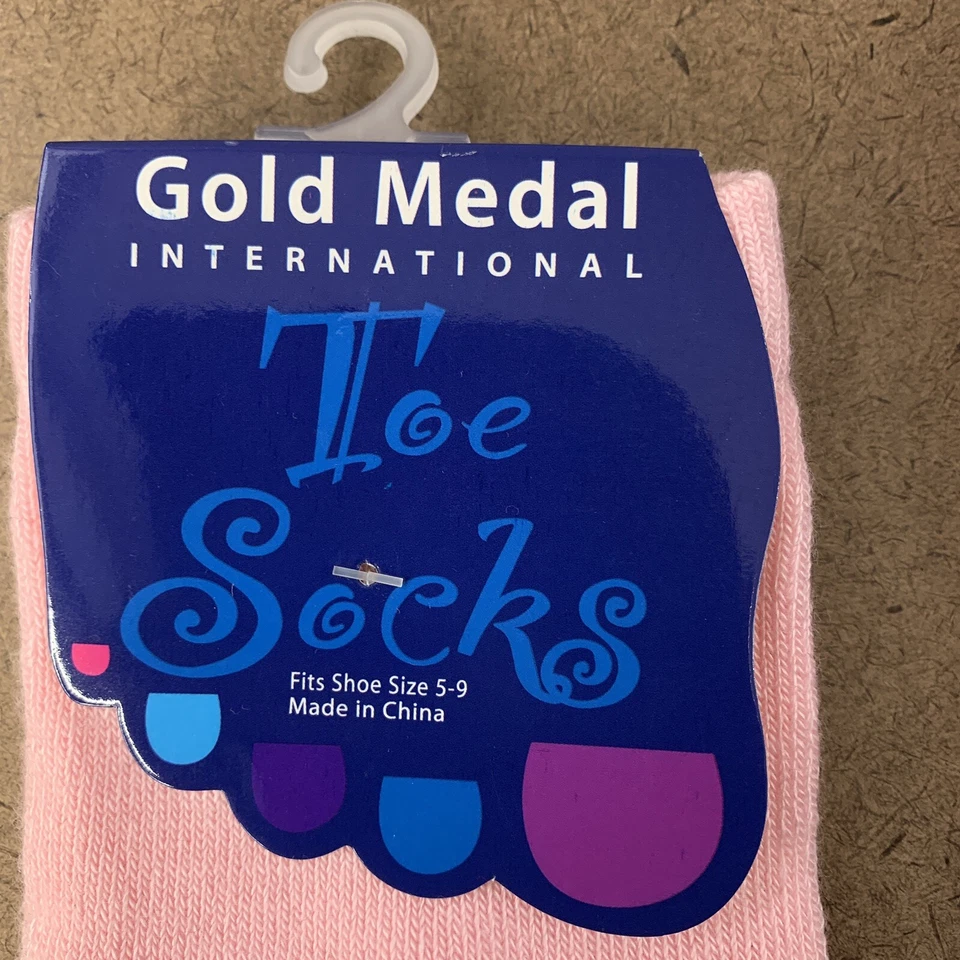 Gold Medal
INTERNATIONAL
Toe
Socks
Fits Shoe Size 5-9
Made in China